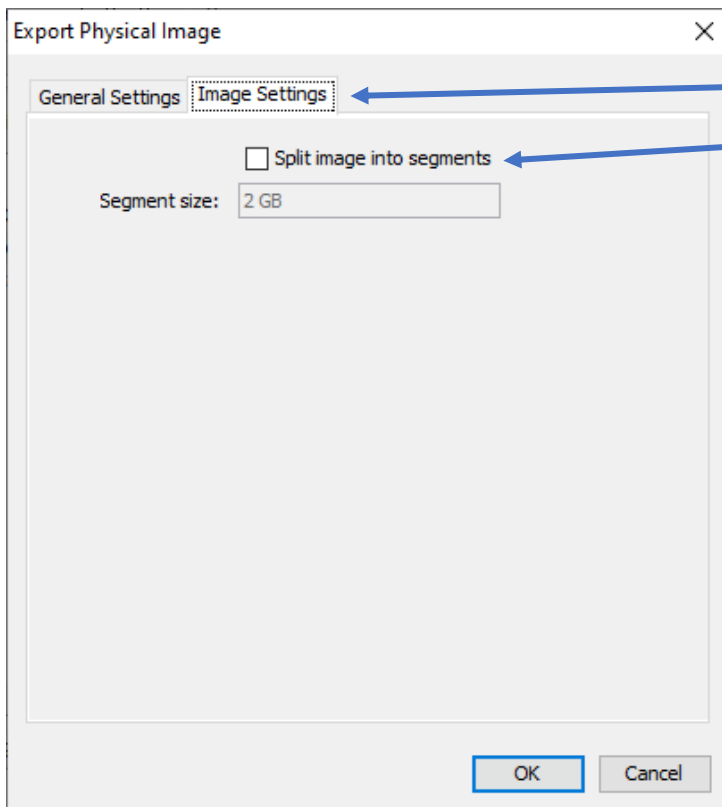 Export Physical Image
General Settings Image Settings
Split image into segments
Segment size: 2 GB
OK Cancel